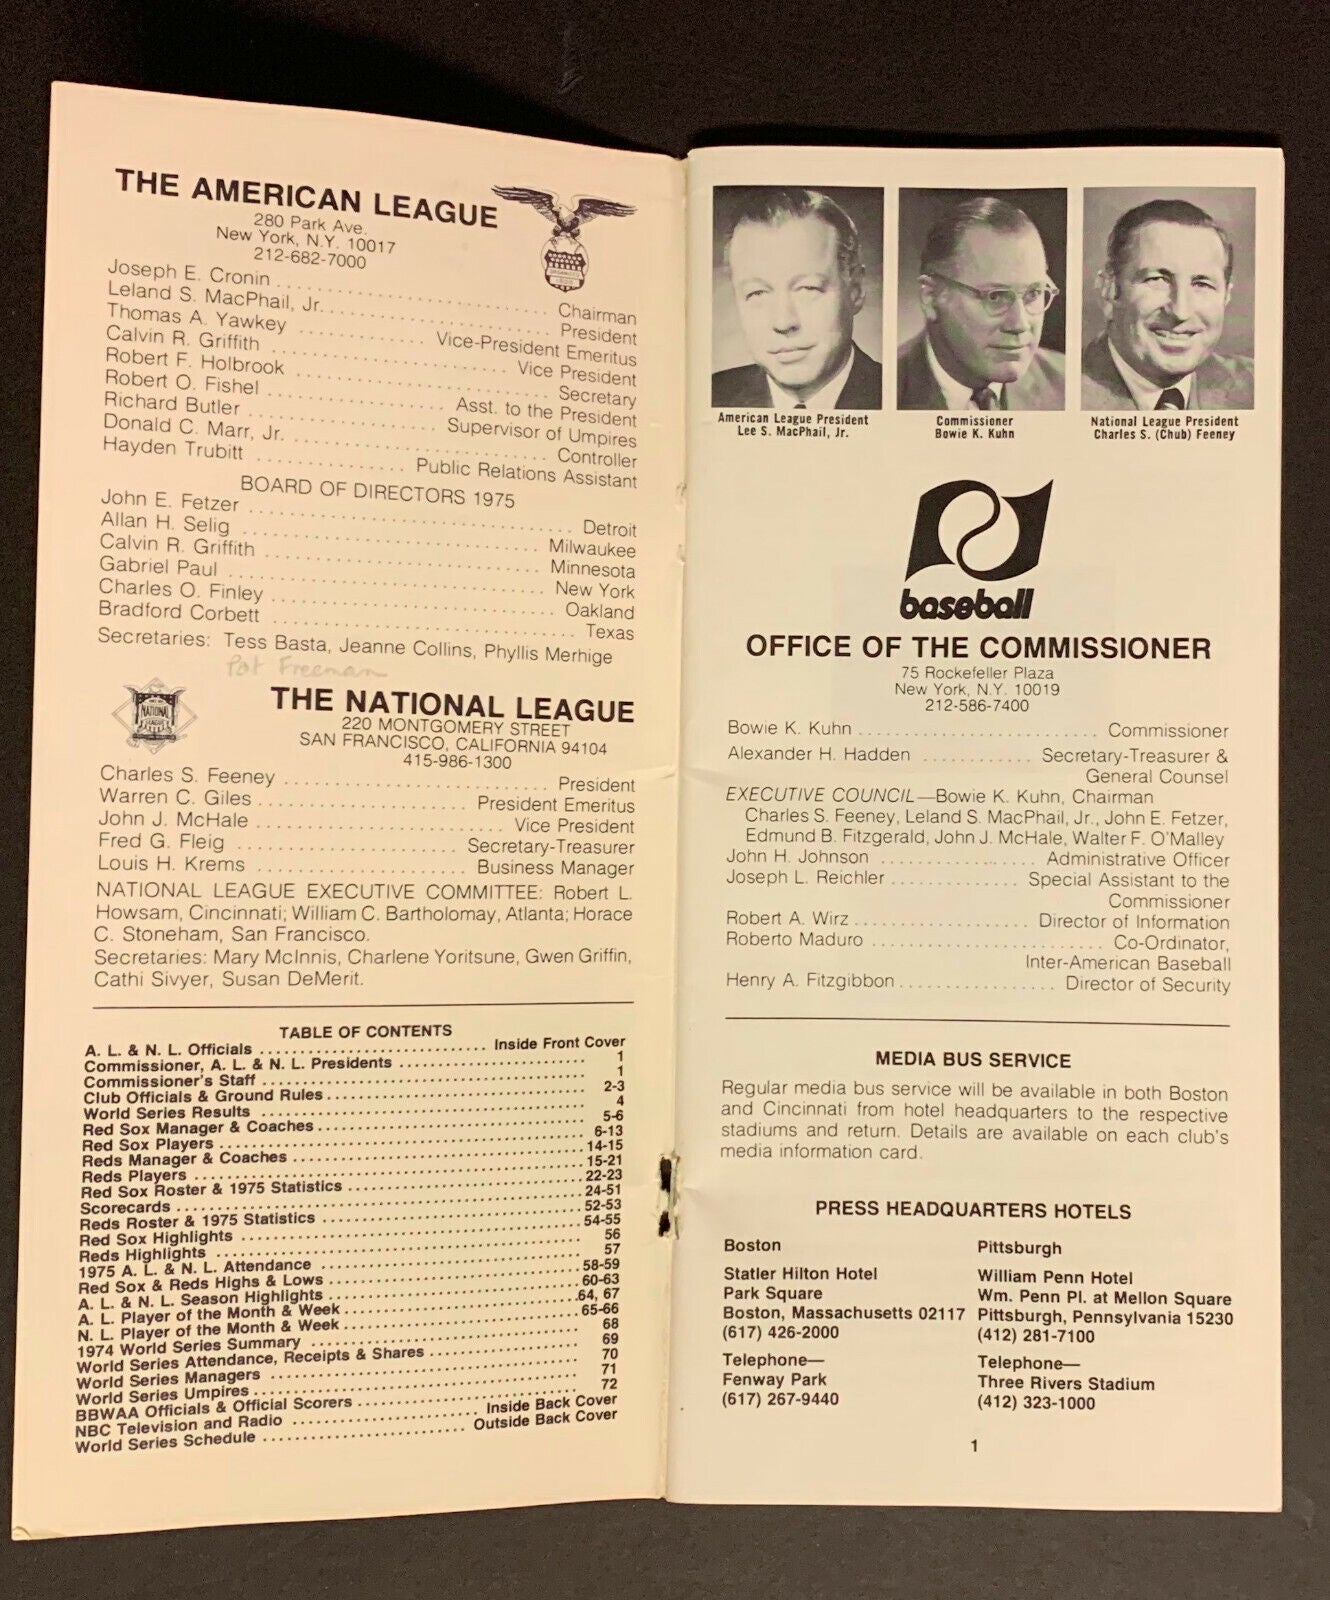 THE AMERICAN LEAGUE
280 Park Ave.
New York, N.Y. 10017
212-682-7000
Joseph E. Cronin .......... Chairman
Leland S. MacPhail, Jr. .......... President
Thomas A. Yawkey .......... Vice-President Emeritus
Calvin R. Griffith .......... Vice President
Robert F. Holbrook .......... Secretary
Robert O. Fishel .......... Asst. to the President
Richard Butler .......... Supervisor of Umpires
Donald C. Marr, Jr. .......... Controller
Hayden Trubitt .......... Public Relations Assistant
BOARD OF DIRECTORS 1975
John E. Fetzer .......... Detroit
Allan H. Selig .......... Milwaukee
Calvin R. Griffith .......... Minnesota
Gabriel Paul .......... New York
Charles O. Finley .......... Oakland
Bradford Corbett .......... Texas
Secretaries: Tess Basta, Jeanne Collins, Phyllis Merhige
Pat Freeman
NATIONAL
THE NATIONAL LEAGUE
220 MONTGOMERY STREET
SAN FRANCISCO, CALIFORNIA 94104
415-986-1300
Charles S. Feeney .......... President
Warren C. Giles .......... President Emeritus
John J. McHale .......... Vice President
Fred G. Fleig .......... Secretary-Treasurer
Louis H. Krems .......... Business Manager
NATIONAL LEAGUE EXECUTIVE COMMITTEE: Robert L.
Howsam, Cincinnati; William C. Bartholomay, Atlanta; Horace
C. Stoneham, San Francisco.
Secretaries: Mary McInnis, Charlene Yoritsune, Gwen Griffin,
Cathi Sivyer, Susan DeMerit.
TABLE OF CONTENTS
A. L. & N. L. Officials .......... Inside Front Cover
Commissioner, A. L. & N. L. Presidents .......... 1
Commissioner's Staff .......... 1
Club Officials & Ground Rules .......... 2-3
World Series Results .......... 4
Red Sox Manager & Coaches .......... 5-6
Red Sox Players .......... 6-13
Reds Manager & Coaches .......... 14-15
Reds Players .......... 15-21
Red Sox Roster & 1975 Statistics .......... 22-23
Scorecards .......... 24-51
Reds Roster & 1975 Statistics .......... 52-53
Red Sox Highlights .......... 54-55
Reds Highlights .......... 56
1975 A. L. & N. L. Attendance .......... 57
Red Sox & Reds Highs & Lows .......... 58-59
A. L. & N. L. Season Highlights .......... 60-63
A. L. Player of the Month & Week .......... 64, 67
N. L. Player of the Month & Week .......... 65-66
1974 World Series Summary .......... 68
World Series Attendance, Receipts & Shares .......... 69
World Series Managers .......... 70
World Series Umpires .......... 71
BBWAA Officials & Official Scorers .......... 72
NBC Television and Radio .......... Inside Back Cover
World Series Schedule .......... Outside Back Cover
American League President
Lee S. MacPhail, Jr.
Commissioner
Bowie K. Kuhn
National League President
Charles S. (Chub) Feeney
baseball
OFFICE OF THE COMMISSIONER
75 Rockefeller Plaza
New York, N.Y. 10019
212-586-7400
Bowie K. Kuhn .......... Commissioner
Alexander H. Hadden .......... Secretary-Treasurer &
General Counsel
EXECUTIVE COUNCIL—Bowie K. Kuhn, Chairman
Charles S. Feeney, Leland S. MacPhail, Jr., John E. Fetzer,
Edmund B. Fitzgerald, John J. McHale, Walter F. O'Malley
John H. Johnson .......... Administrative Officer
Joseph L. Reichler .......... Special Assistant to the
Commissioner
Robert A. Wirz .......... Director of Information
Roberto Maduro .......... Co-Ordinator,
Inter-American Baseball
Henry A. Fitzgibbon .......... Director of Security
MEDIA BUS SERVICE
Regular media bus service will be available in both Boston
and Cincinnati from hotel headquarters to the respective
stadiums and return. Details are available on each club's
media information card.
PRESS HEADQUARTERS HOTELS
Boston
Statler Hilton Hotel
Park Square
Boston, Massachusetts 02117
(617) 426-2000
Telephone—
Fenway Park
(617) 267-9440
Pittsburgh
William Penn Hotel
Wm. Penn Pl. at Mellon Square
Pittsburgh, Pennsylvania 15230
(412) 281-7100
Telephone—
Three Rivers Stadium
(412) 323-1000
1